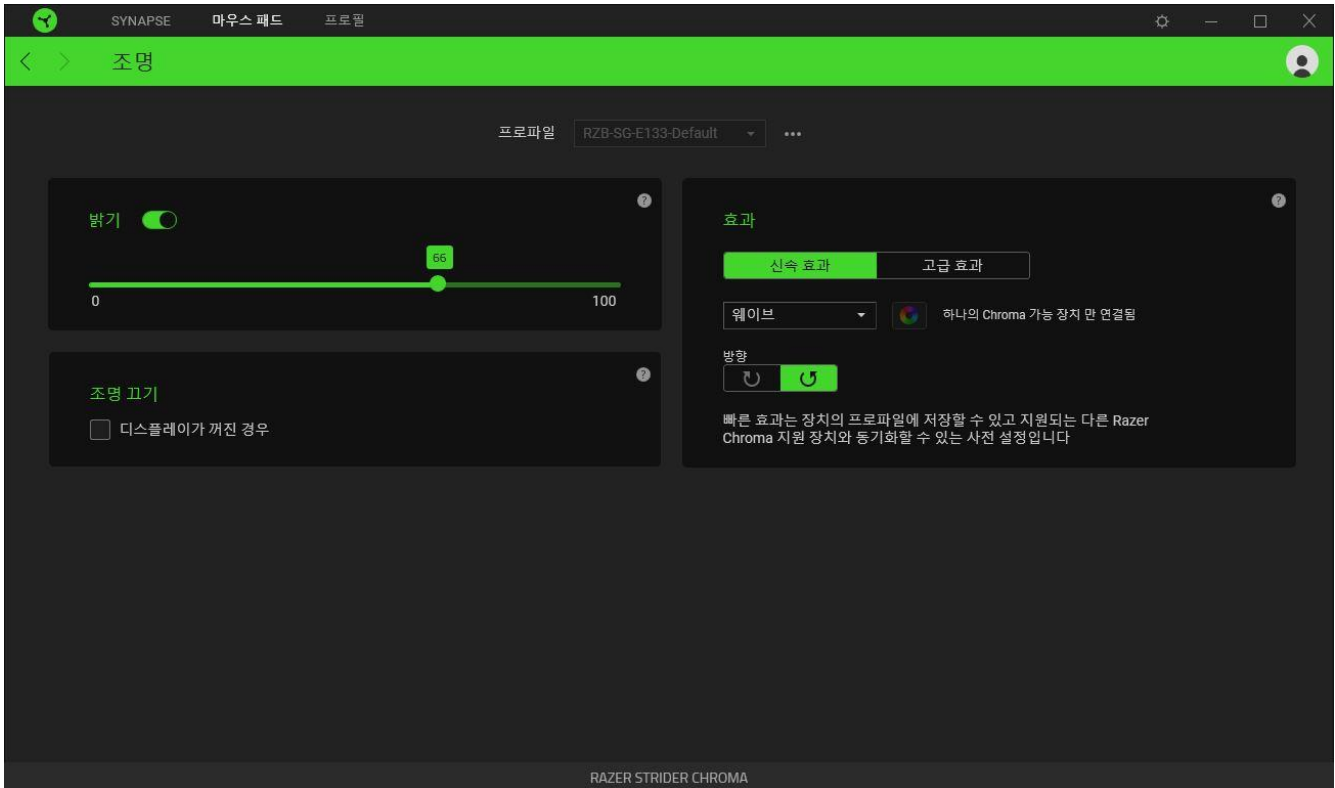 SYNAPSE 마우스 패드 프로필
조명
프로파일 RZB-SG-E133-Default
밝기
66
0 100
조명 끄기
디스플레이가 꺼진 경우
효과
신속 효과 고급 효과
웨이브 하나의 Chroma 가능 장치 만 연결됨
방향
빠른 효과는 장치의 프로파일에 저장할 수 있고 지원되는 다른 Razer
Chroma 지원 장치와 동기화할 수 있는 사전 설정입니다
RAZER STRIDER CHROMA